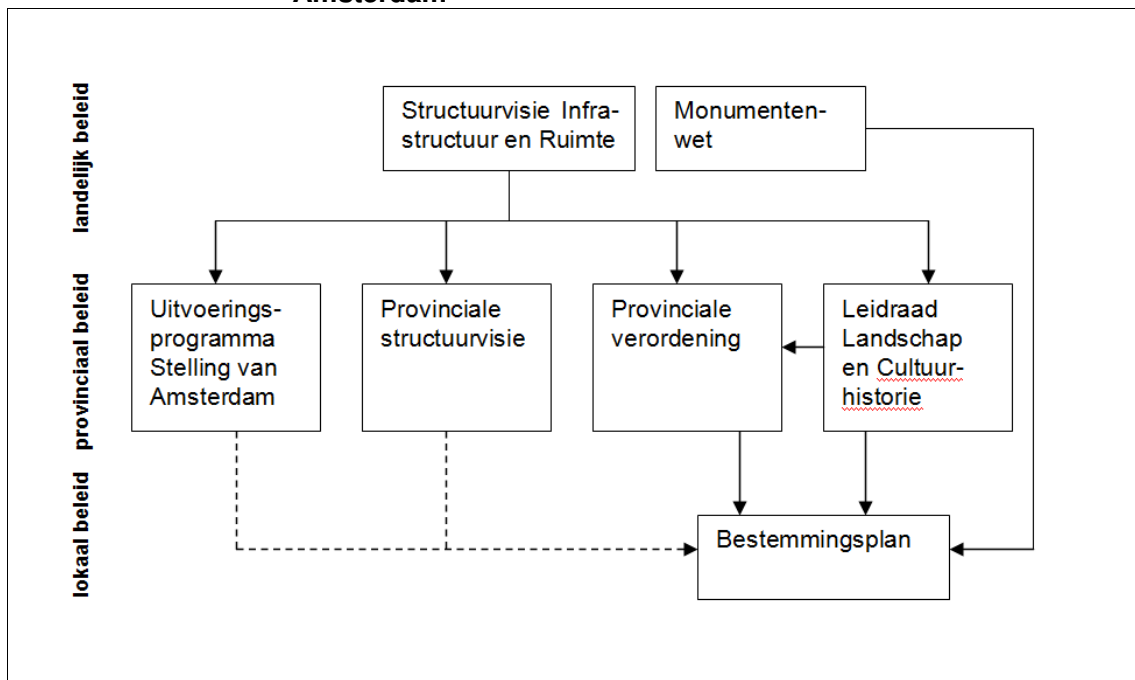 Amsterdam
landelijk beleid
Structuurvisie Infra-
structuur en Ruimte
Monumenten-
wet
provinciaal beleid
Uitvoerings-
programma
Stelling van
Amsterdam
Provinciale
structuurvisie
Provinciale
verordening
Leidraad
Landschap
en Cultuur-
historie
lokaal beleid
Bestemmingsplan